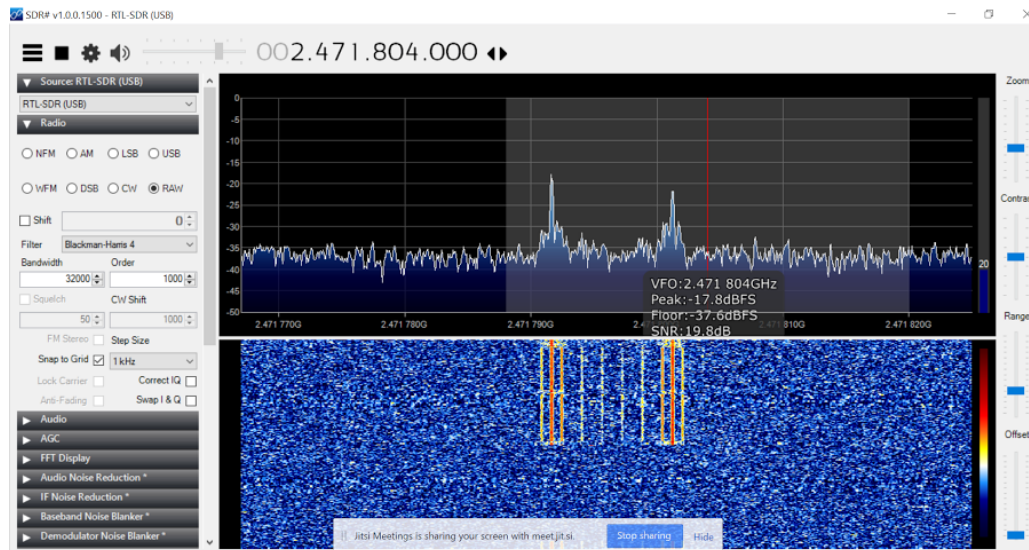 SDR# v1.0.0.1500 - RTL-SDR (USB)
002.471.804.000
Source: RTL-SDR (USB)
RTL-SDR (USB)
Radio
NFM AM LSB USB
WFM DSB CW RAW
Shift 0
Filter Blackman-Harris 4
Bandwidth Order
32000 1000
Squelch CW Shift
50 1000
FM Stereo Step Size
Snap to Grid 1 kHz
Lock Carrier Correct IQ
Anti-Fading Swap I & Q
Audio
AGC
FFT Display
Audio Noise Reduction *
IF Noise Reduction *
Baseband Noise Blanker *
Demodulator Noise Blanker *
0
-5
-10
-15
-20
-25
-30
-35
-40
-45
-50
2.471 770G 2.471 780G 2.471 790G 2.47 2.471 810G 2.471 820G
VFO:2.471 804GHz
Peak:-17.8dBFS
Floor:-37.6dBFS
SNR:19.8dB
20
Zoom
Contra
Range
Offset
Jitsi Meetings is sharing your screen with meet.jit.si.
Stop sharing
Hide